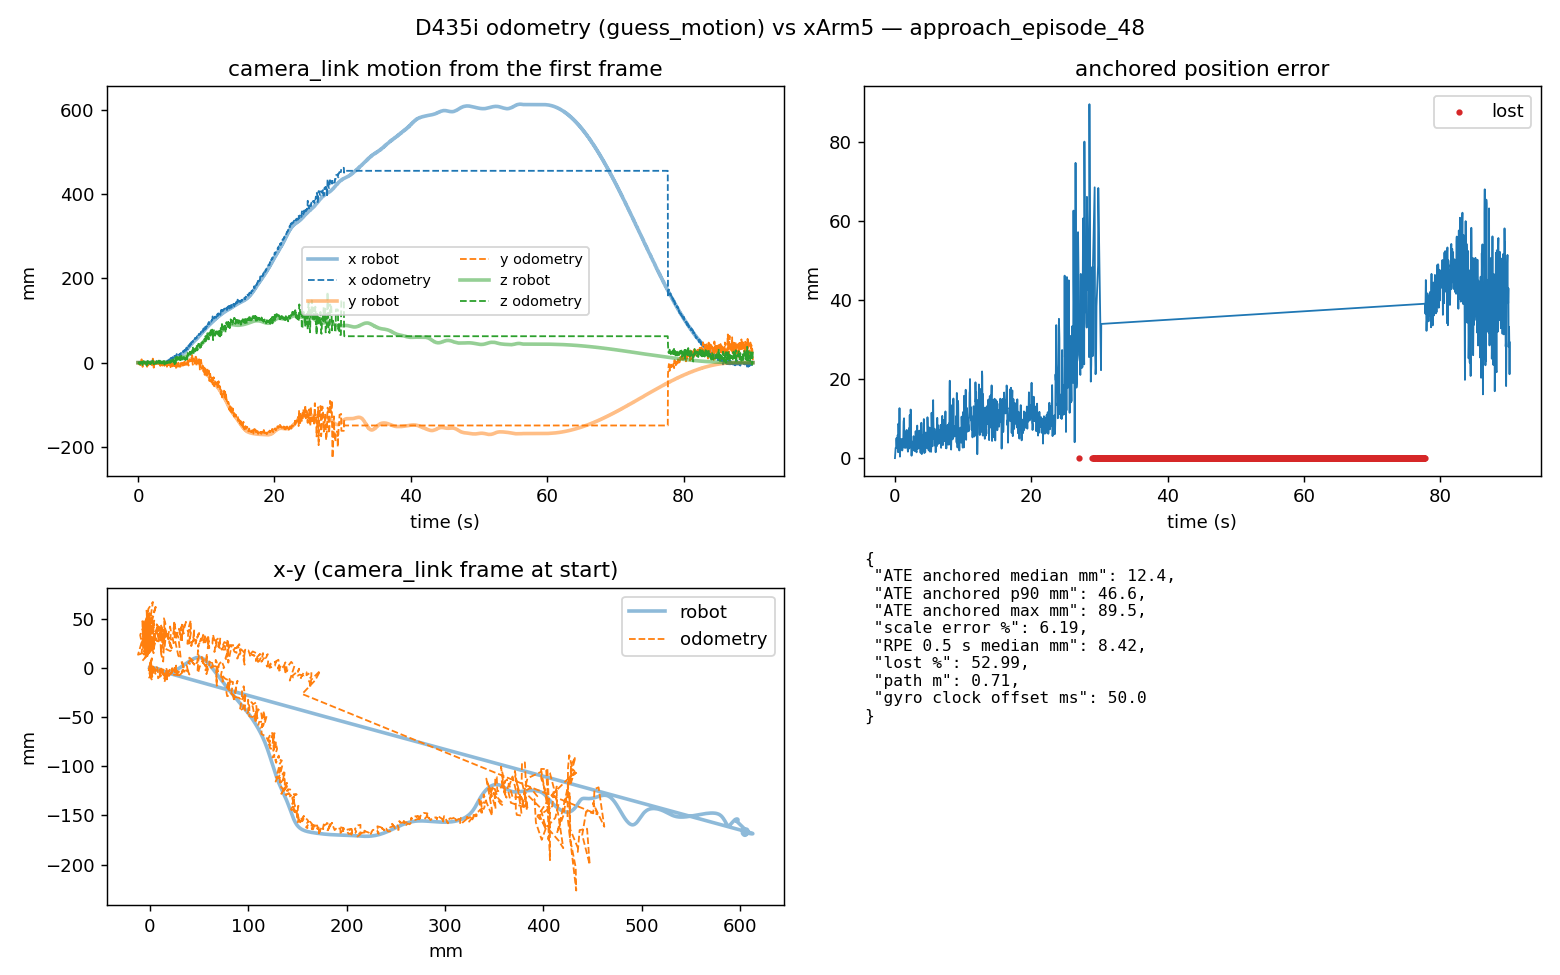 D435i odometry (guess_motion) vs xArm5 — approach_episode_48
camera_link motion from the first frame
600
400
200
0
−200
mm
x robot
x odometry
y robot
y odometry
z robot
z odometry
0
20
40
60
80
time (s)
anchored position error
80
60
40
20
0
mm
lost
0
20
40
60
80
time (s)
x-y (camera_link frame at start)
50
0
−50
−100
−150
−200
mm
robot
odometry
0
100
200
300
400
500
600
mm
{
"ATE anchored median mm": 12.4,
"ATE anchored p90 mm": 46.6,
"ATE anchored max mm": 89.5,
"scale error %": 6.19,
"RPE 0.5 s median mm": 8.42,
"lost %": 52.99,
"path m": 0.71,
"gyro clock offset ms": 50.0
}